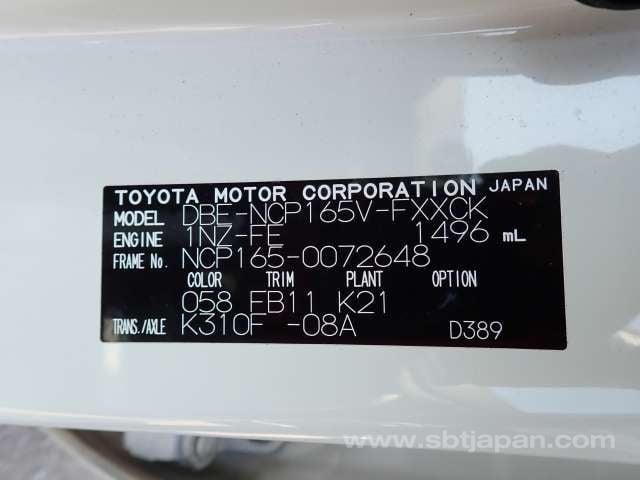 TOYOTA MOTOR CORPORATION JAPAN
MODEL DBE-NCP165V-FXXCK
ENGINE 1NZ-FE 1496 mL
FRAME No. NCP165-0072648
COLOR TRIM PLANT OPTION
058 FB11 K21
TRANS./AXLE K310F -08A D389
www.sbtjapan.com